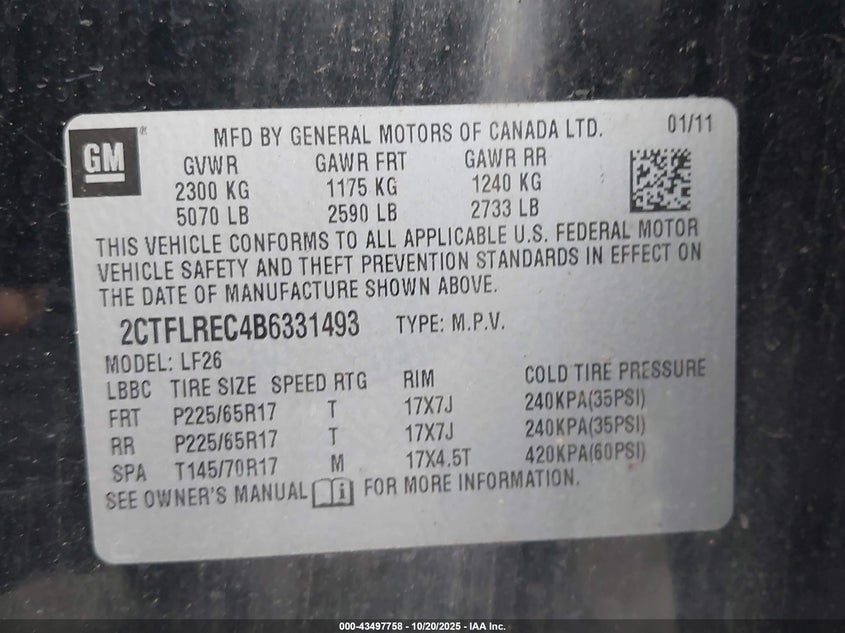 GM ®
MFD BY GENERAL MOTORS OF CANADA LTD. 01/11
GVWR GAWR FRT GAWR RR
2300 KG 1175 KG 1240 KG
5070 LB 2590 LB 2733 LB
THIS VEHICLE CONFORMS TO ALL APPLICABLE U.S. FEDERAL MOTOR
VEHICLE SAFETY AND THEFT PREVENTION STANDARDS IN EFFECT ON
THE DATE OF MANUFACTURE SHOWN ABOVE.
2CTFLREC4B6331493 TYPE: M.P.V.
MODEL: LF26
LBBC TIRE SIZE SPEED RTG RIM COLD TIRE PRESSURE
FRT P225/65R17 T 17X7J 240KPA(35PSI)
RR P225/65R17 T 17X7J 240KPA(35PSI)
SPA T145/70R17 M 17X4.5T 420KPA(60PSI)
SEE OWNER'S MANUAL i FOR MORE INFORMATION.
000-43497758 - 10/20/2025 - IAA Inc.